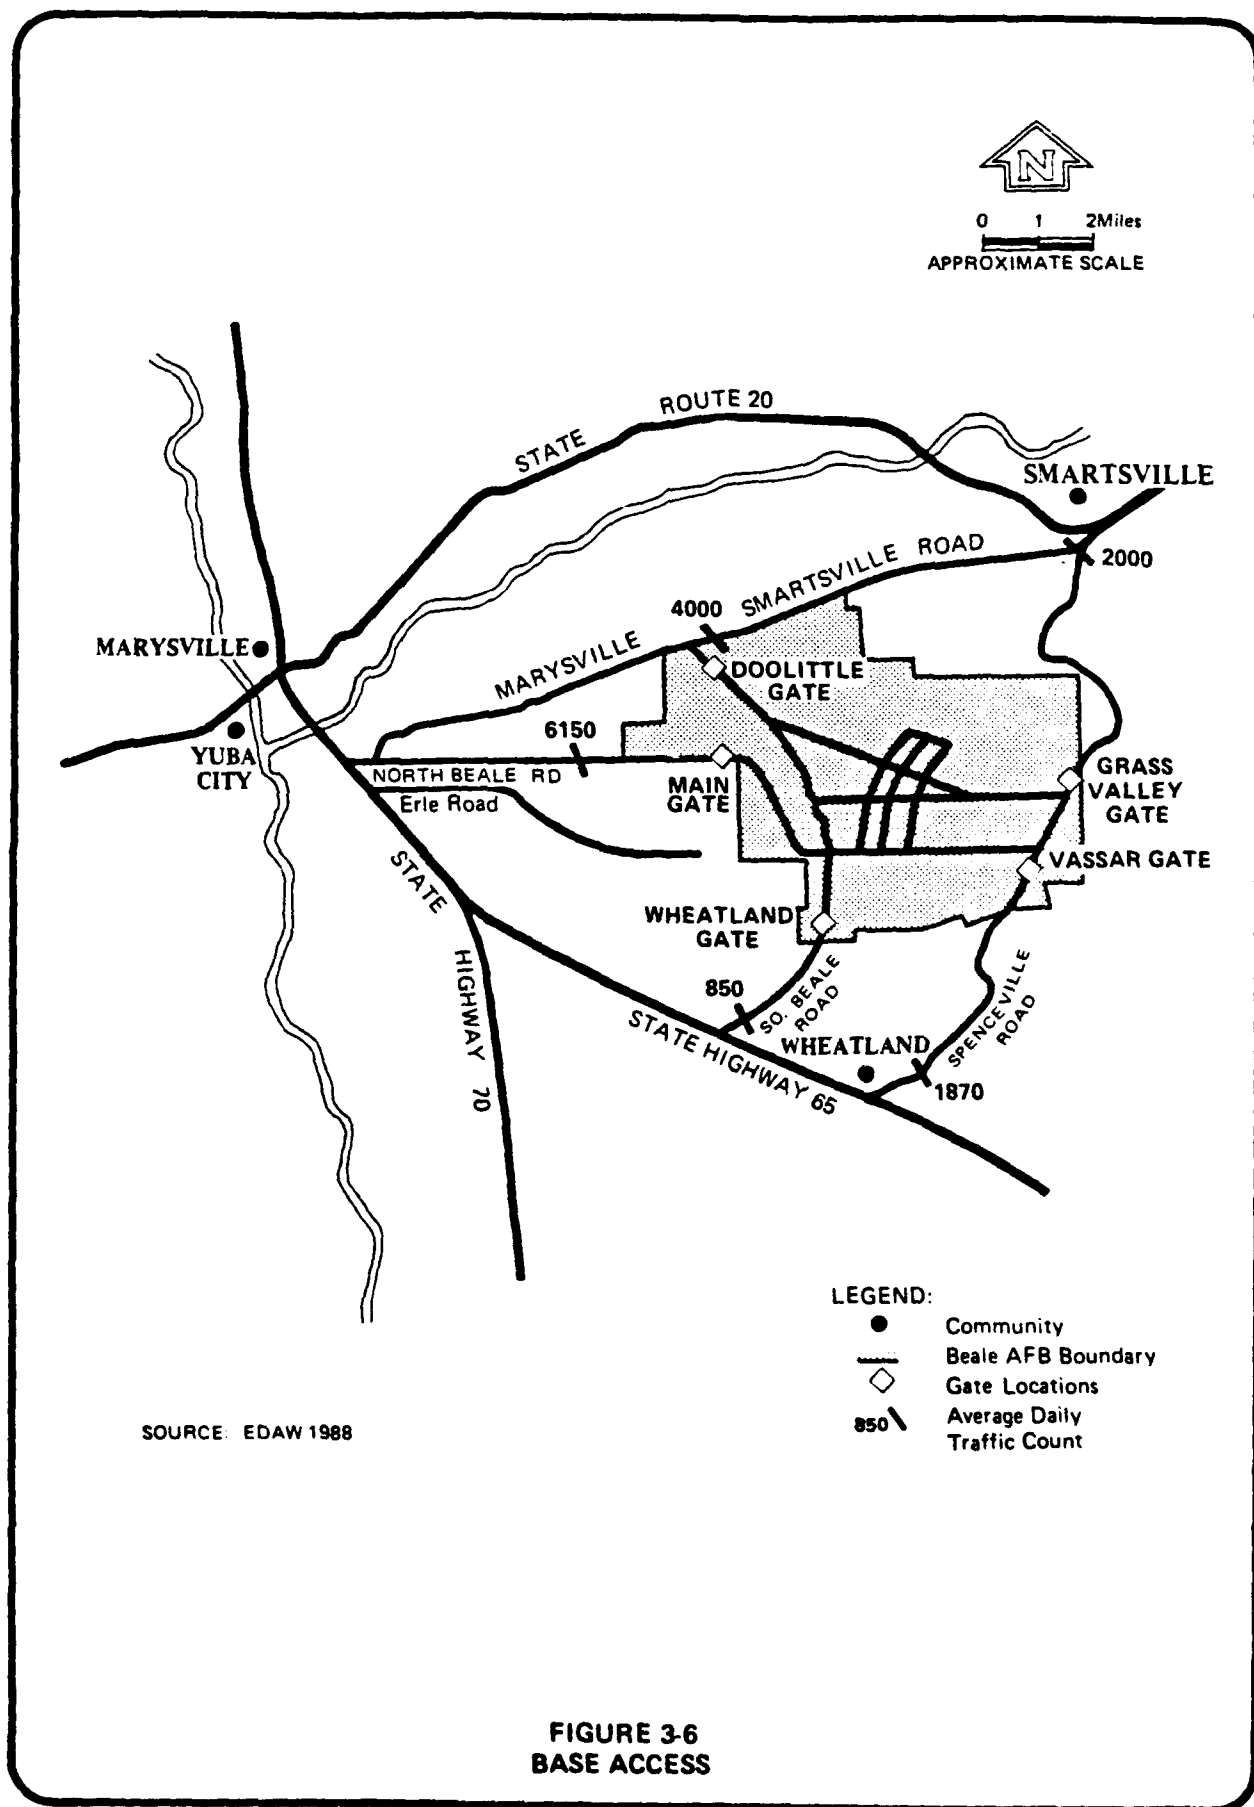 N
0 1 2Miles
APPROXIMATE SCALE
STATE ROUTE 20
SMARTSVILLE
2000
MARYSVILLE SMARTSVILLE ROAD
4000
MARYSVILLE
DOOLITTLE
GATE
6150
YUBA
CITY
NORTH BEALE RD
Erle Road
MAIN
GATE
GRASS
VALLEY
GATE
VASSAR GATE
STATE HIGHWAY 70
WHEATLAND
GATE
850
SO. BEALE
ROAD
SPENCEVILLE
ROAD
STATE HIGHWAY 65
WHEATLAND
1870
LEGEND:
Community
Beale AFB Boundary
Gate Locations
850 Average Daily
Traffic Count
SOURCE: EDAW 1988
FIGURE 3-6
BASE ACCESS